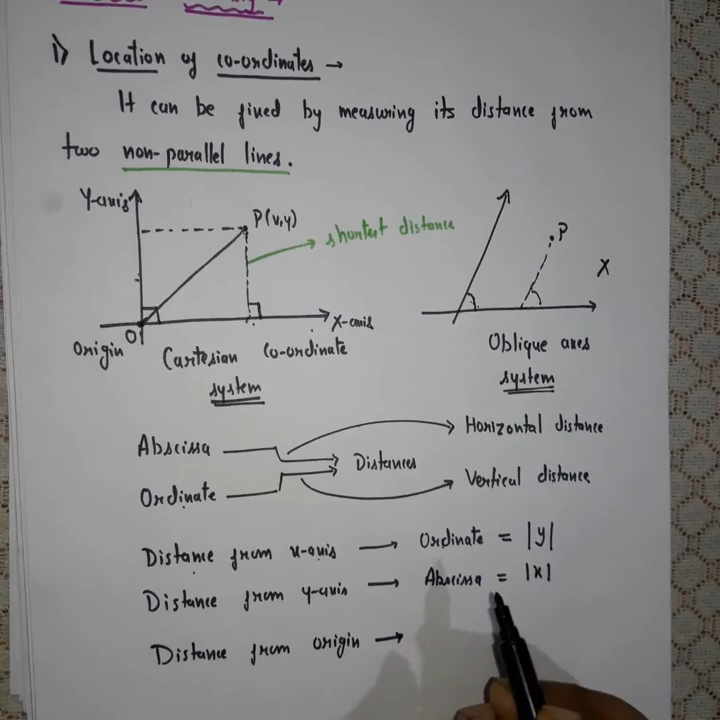 i) Location of co-ordinates →
It can be fixed by measuring its distance from
two non-parallel lines.
Y-axis
P(x,y)
shortest distance
X-axis
O
Origin
Cartesian co-ordinate
system
P
X
Oblique axes
system
Abscissa
Ordinate
Distances
Horizontal distance
Vertical distance
Distance from x-axis → Ordinate = |y|
Distance from y-axis → Abscissa = |x|
Distance from origin →